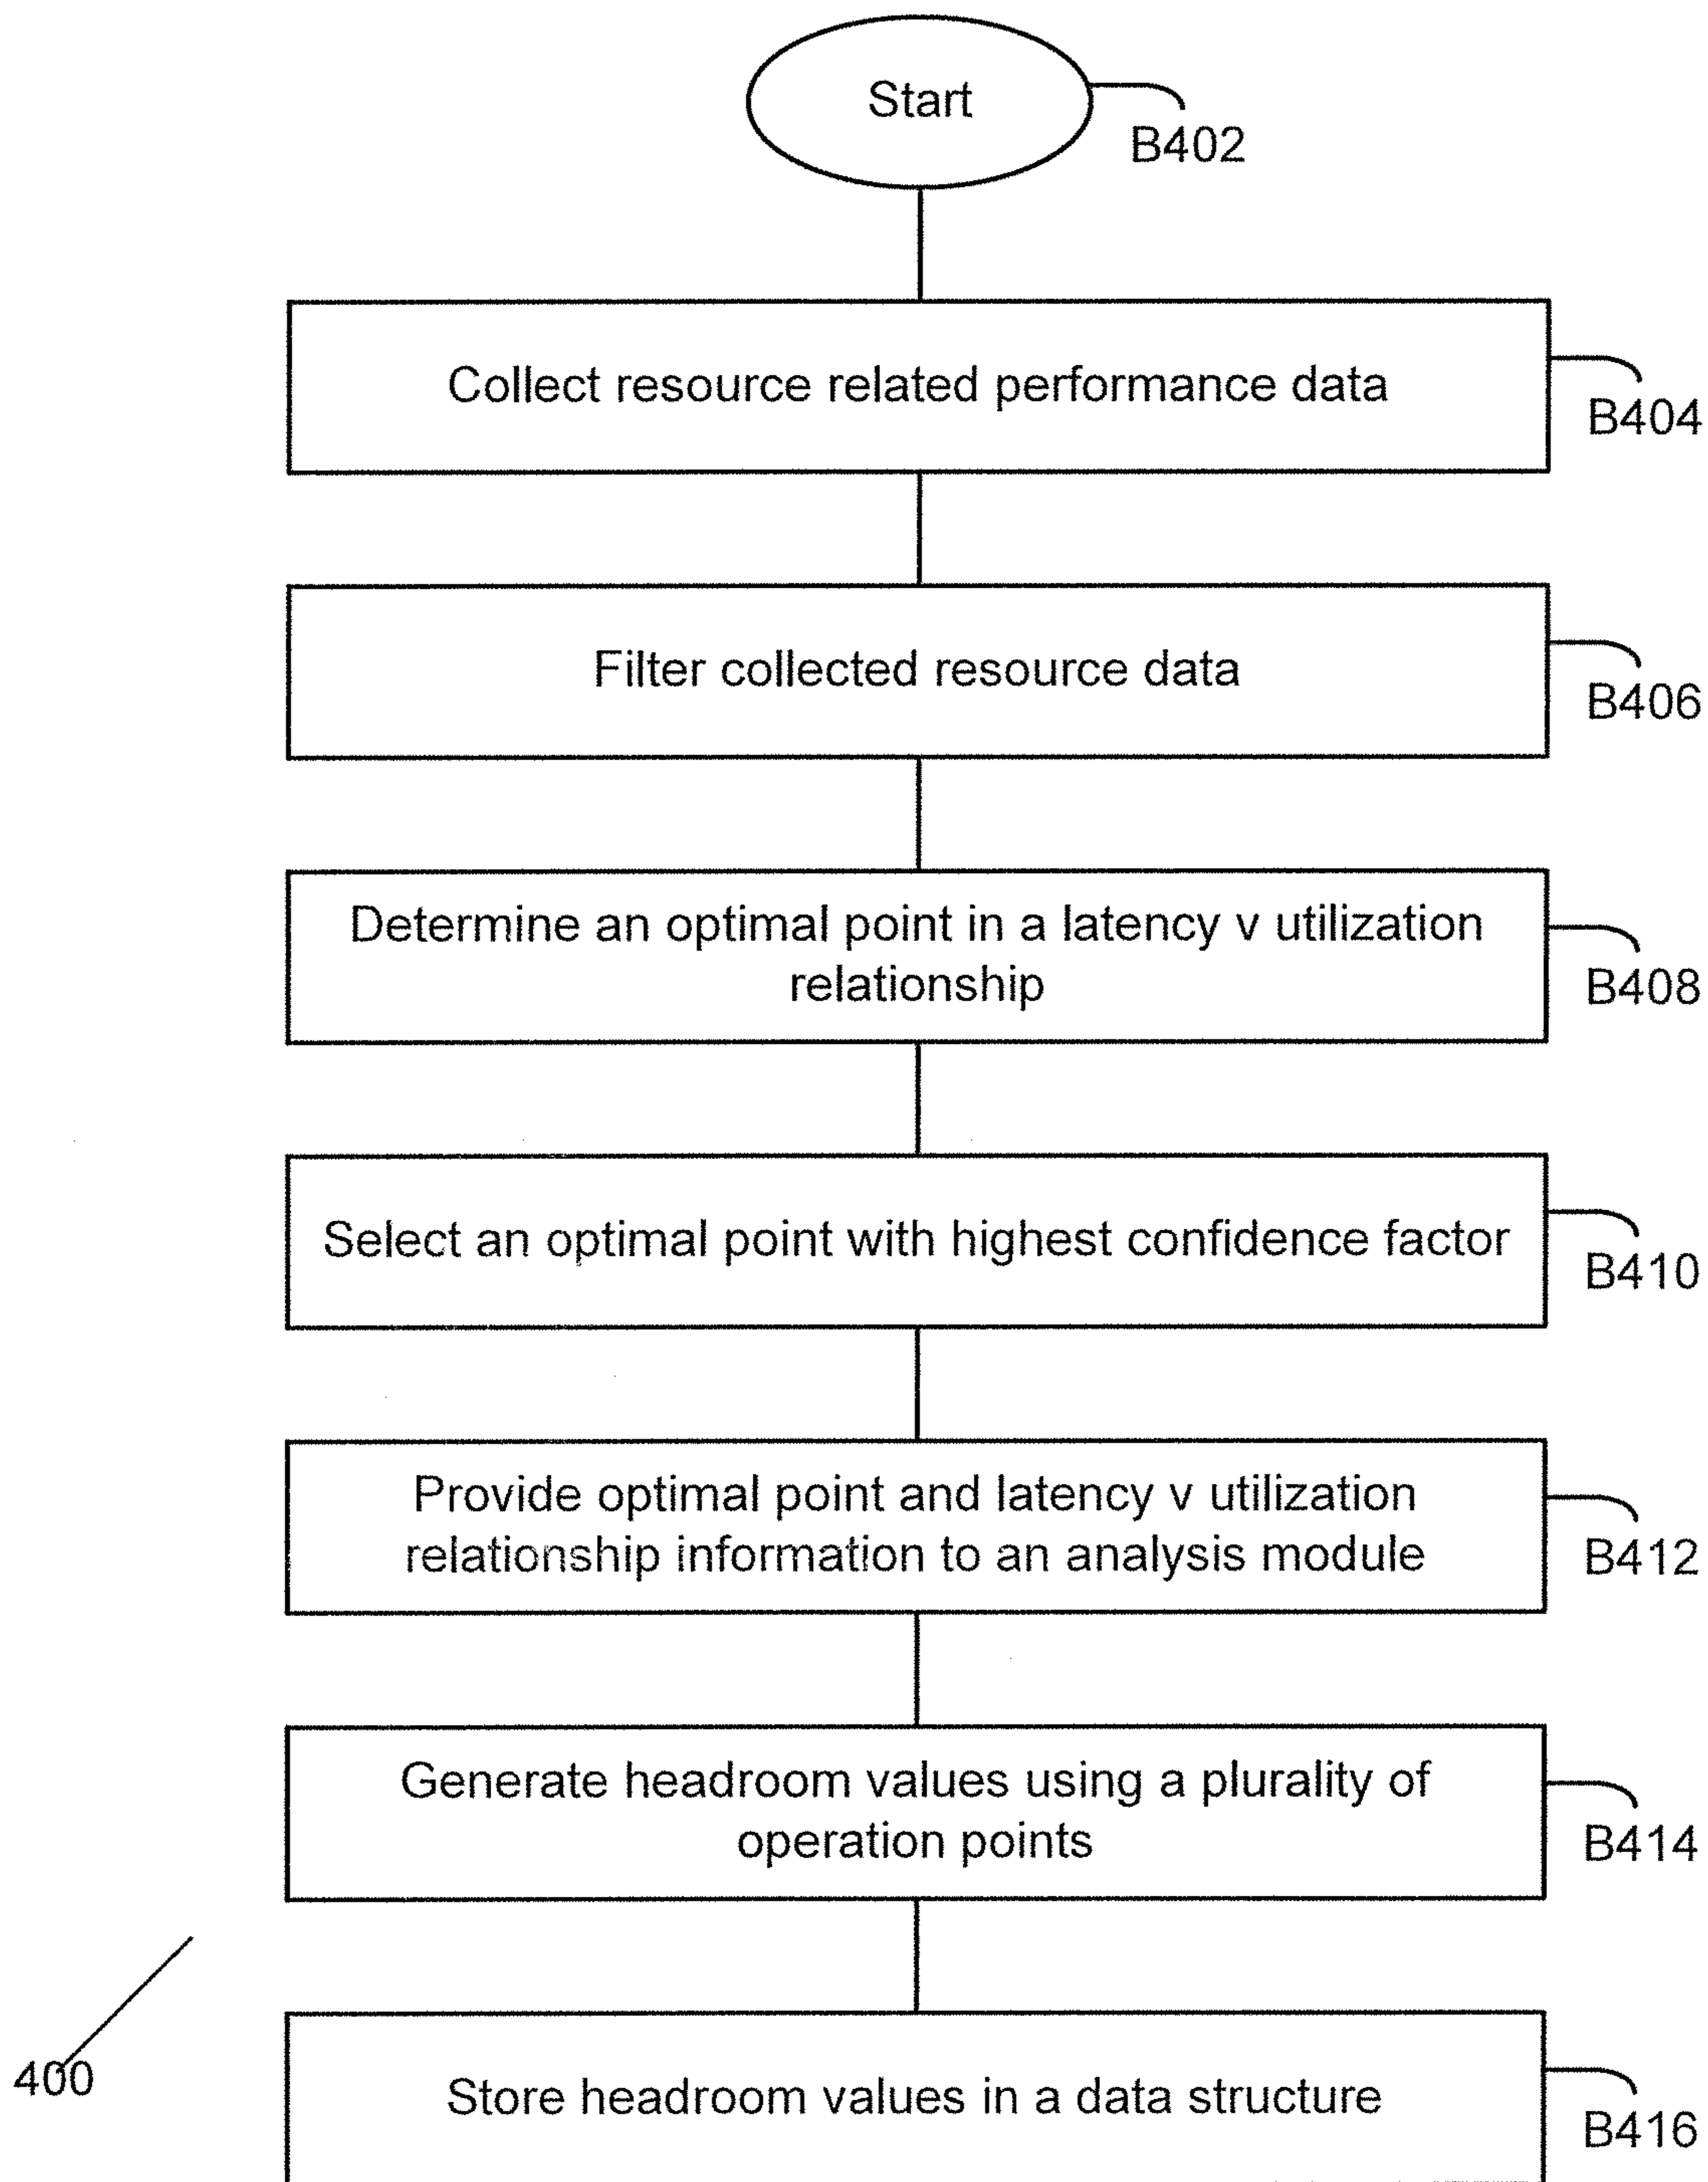 Start
B402
Collect resource related performance data
B404
Filter collected resource data
B406
Determine an optimal point in a latency v utilization
relationship
B408
Select an optimal point with highest confidence factor
B410
Provide optimal point and latency v utilization
relationship information to an analysis module
B412
Generate headroom values using a plurality of
operation points
B414
400
Store headroom values in a data structure
B416